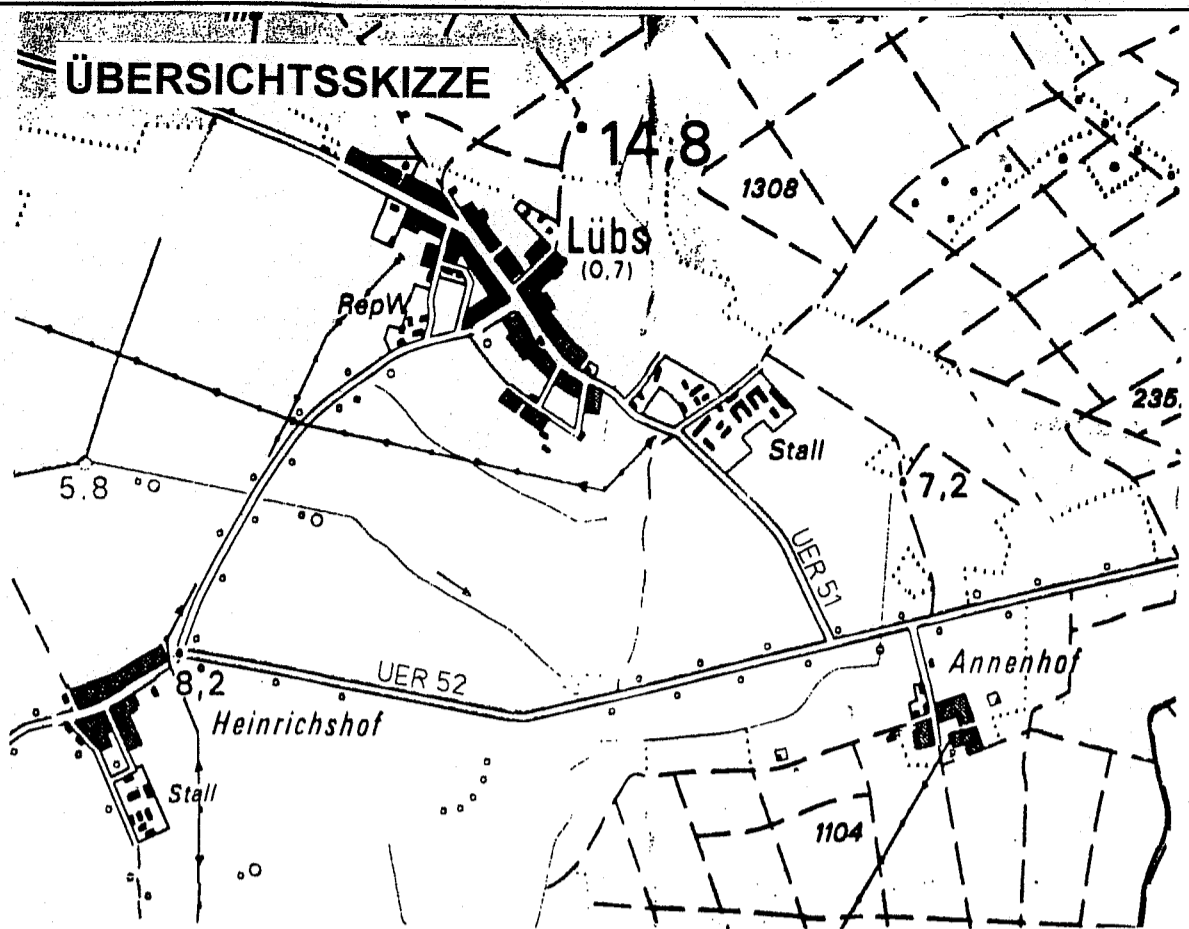 ÜBERSICHTSSKIZZE
14,8
1308
Lübs
(0,7)
RepW
235.
Stall
5.8
7,2
UER 51
Annenhof
UER 52
8,2
Heinrichshof
Stall
1104